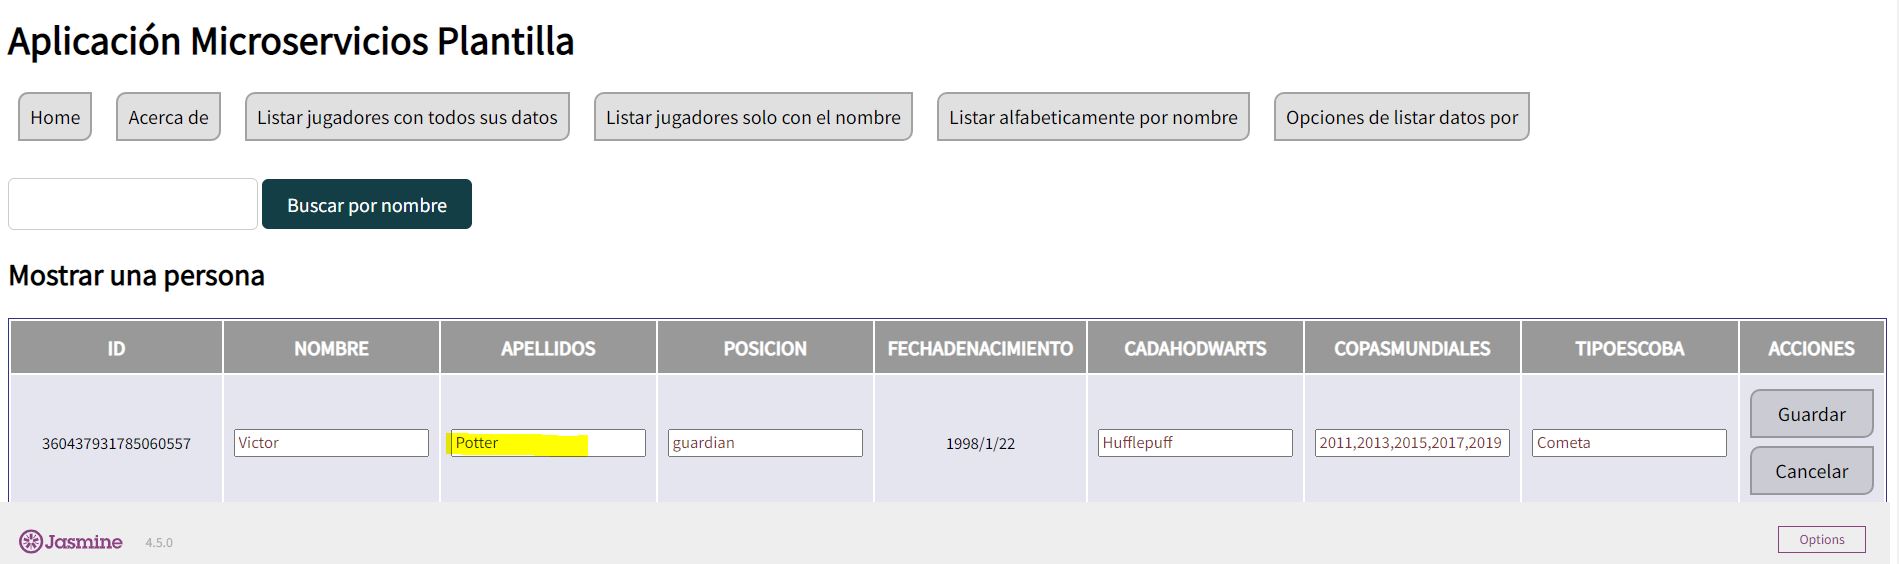 Aplicación Microservicios Plantilla
Home Acerca de Listar jugadores con todos sus datos Listar jugadores solo con el nombre Listar alfabeticamente por nombre Opciones de listar datos por
Buscar por nombre
Mostrar una persona
ID NOMBRE APELLIDOS POSICION FECHADENACIMIENTO CADAHODWARTS COPASMUNDIALES TIPOESCOBA ACCIONES
360437931785060557 Victor Potter guardian 1998/1/22 Hufflepuff 2011,2013,2015,2017,2019 Cometa Guardar
Cancelar
Jasmine 4.5.0 Options